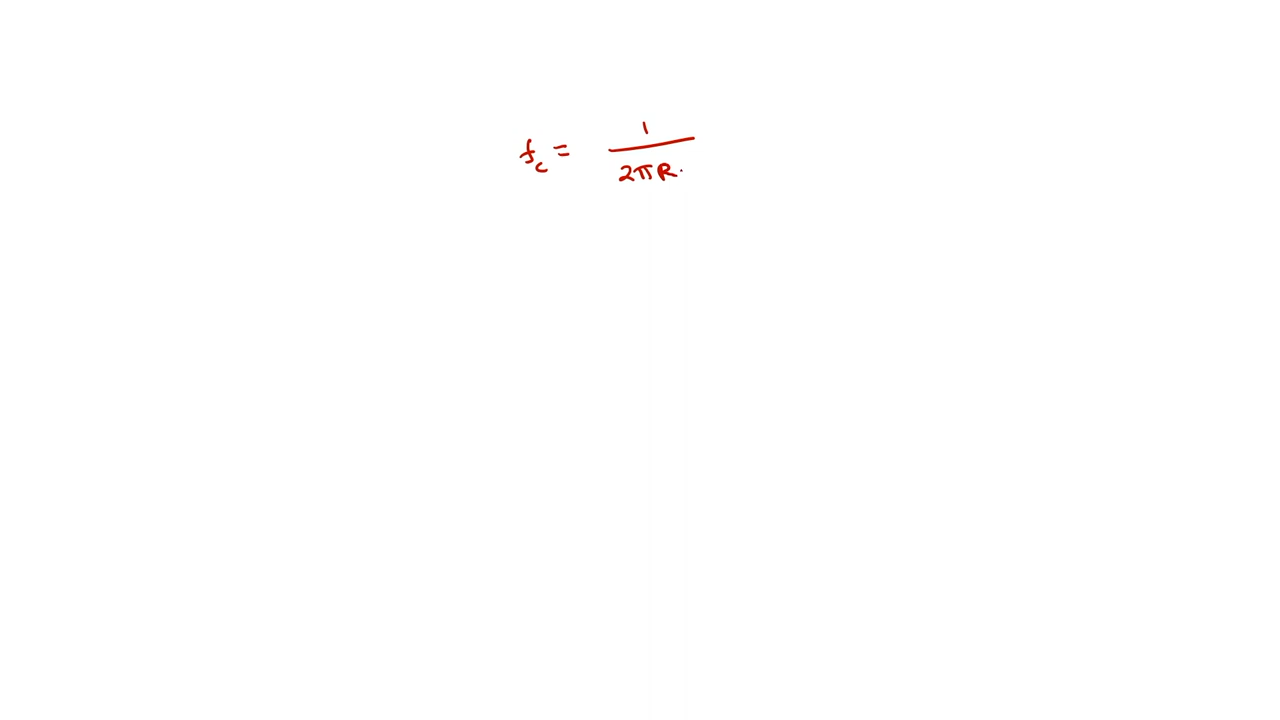 f_c = 1 / 2πR.